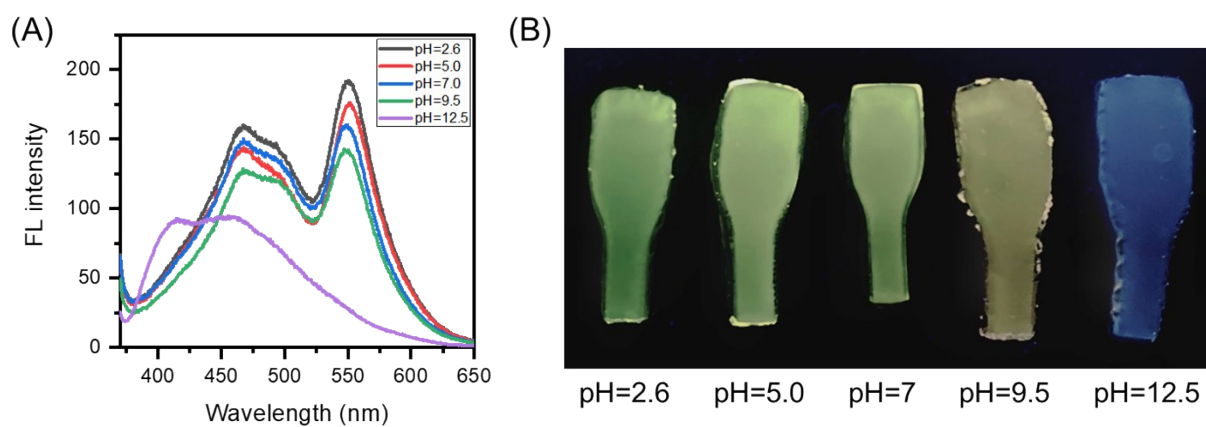 (A)
FL intensity
200
150
100
50
0
pH=2.6
pH=5.0
pH=7.0
pH=9.5
pH=12.5
400 450 500 550 600 650
Wavelength (nm)
(B)
pH=2.6 pH=5.0 pH=7 pH=9.5 pH=12.5